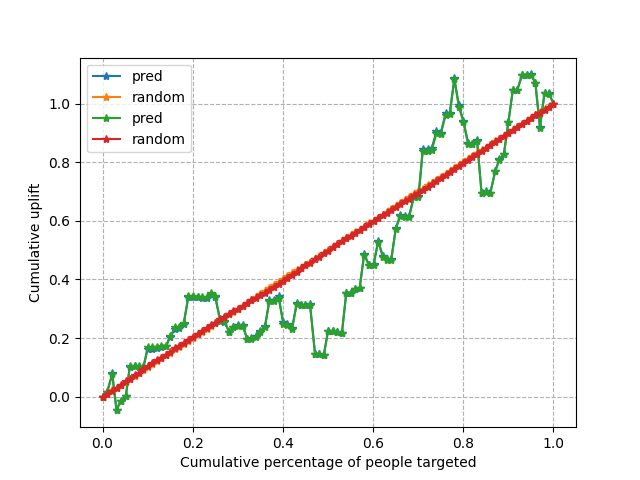 pred
random
pred
random
1.0
0.8
0.6
0.4
0.2
0.0
Cumulative uplift
0.0 0.2 0.4 0.6 0.8 1.0
Cumulative percentage of people targeted